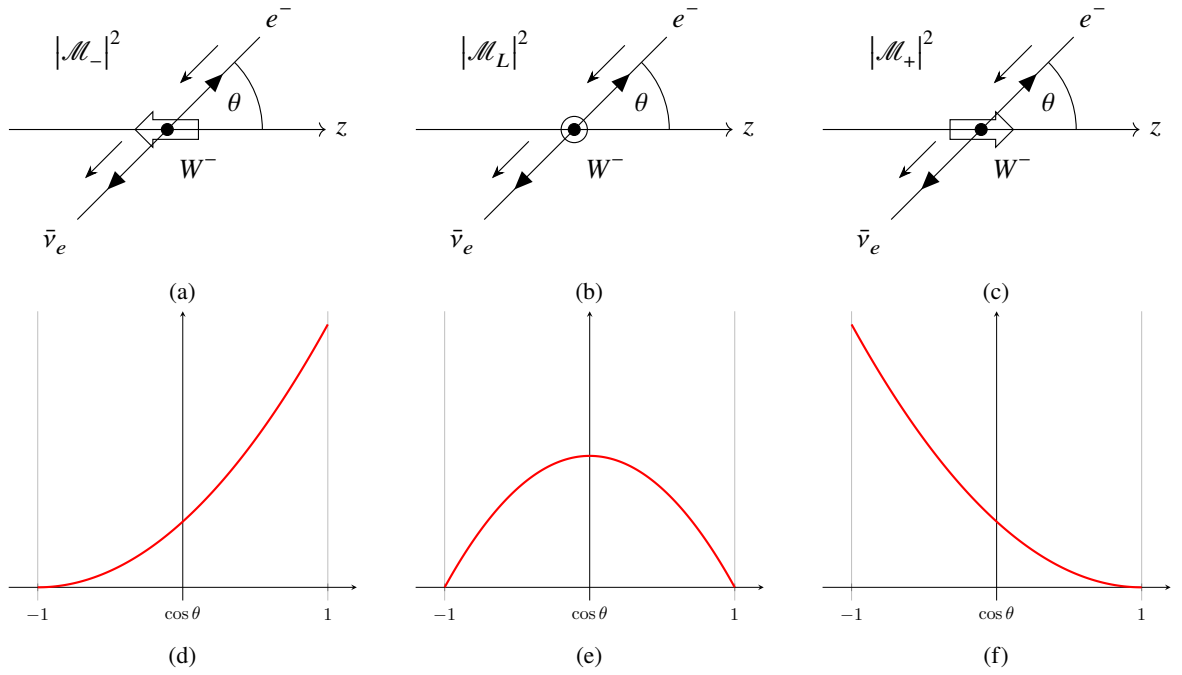 |ℳ₋|² e⁻ θ z W⁻ ν̄ₑ
(a)
|ℳ_L|² e⁻ θ z W⁻ ν̄ₑ
(b)
|ℳ₊|² e⁻ θ z W⁻ ν̄ₑ
(c)
−1 cos θ 1
(d)
−1 cos θ 1
(e)
−1 cos θ 1
(f)